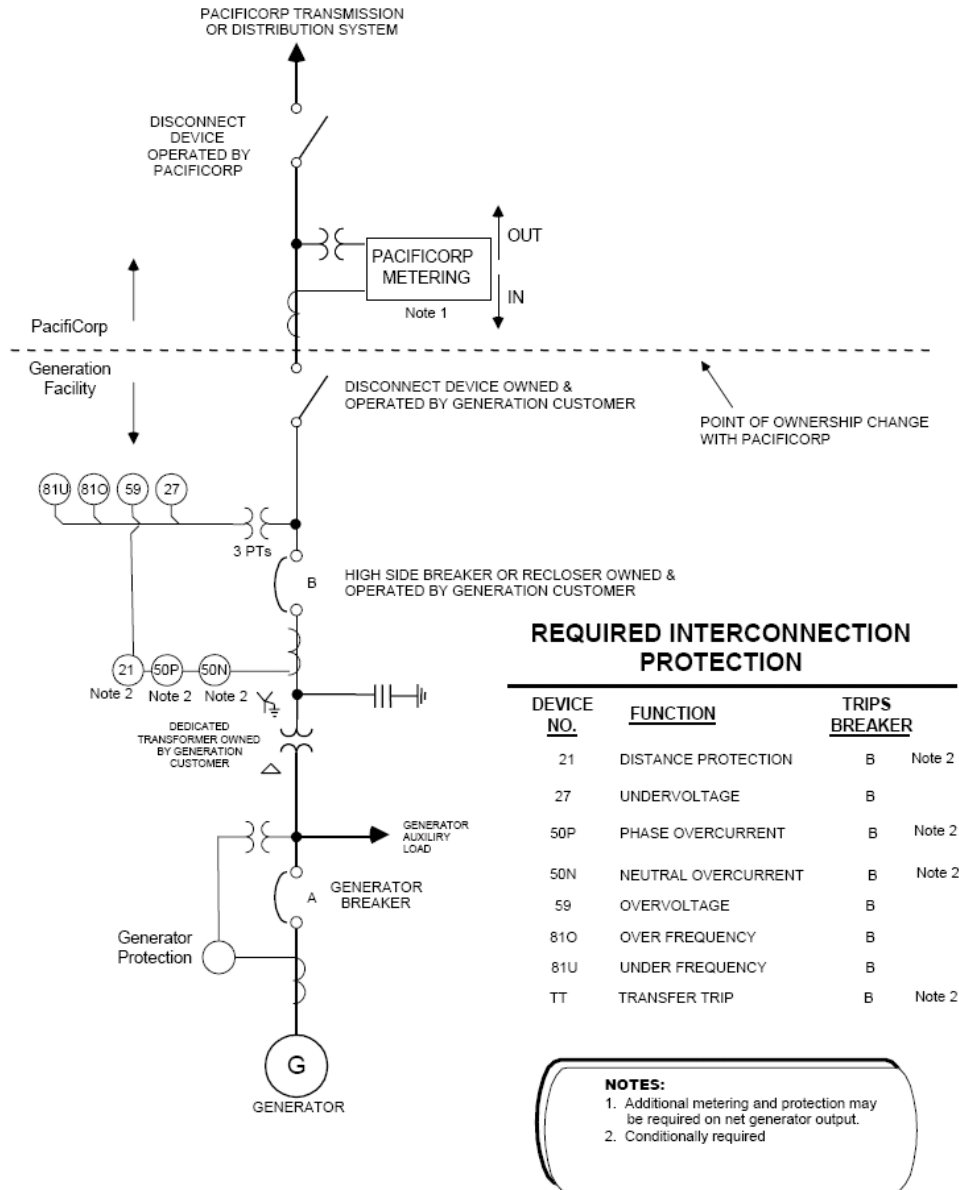 PACIFICORP TRANSMISSION
OR DISTRIBUTION SYSTEM
DISCONNECT
DEVICE
OPERATED BY
PACIFICORP
OUT
PACIFICORP
METERING
IN
Note 1
PacifiCorp
Generation
Facility
DISCONNECT DEVICE OWNED &
OPERATED BY GENERATION CUSTOMER
POINT OF OWNERSHIP CHANGE
WITH PACIFICORP
81U 81O 59 27
3 PTs
B
HIGH SIDE BREAKER OR RECLOSER OWNED &
OPERATED BY GENERATION CUSTOMER
21 50P 50N
Note 2 Note 2 Note 2
DEDICATED
TRANSFORMER OWNED
BY GENERATION
CUSTOMER
GENERATOR
AUXILIRY
LOAD
A
GENERATOR
BREAKER
Generator
Protection
G
GENERATOR
REQUIRED INTERCONNECTION
PROTECTION
DEVICE NO. FUNCTION TRIPS BREAKER
21 DISTANCE PROTECTION B Note 2
27 UNDERVOLTAGE B
50P PHASE OVERCURRENT B Note 2
50N NEUTRAL OVERCURRENT B Note 2
59 OVERVOLTAGE B
81O OVER FREQUENCY B
81U UNDER FREQUENCY B
TT TRANSFER TRIP B Note 2
NOTES:
1. Additional metering and protection may
be required on net generator output.
2. Conditionally required